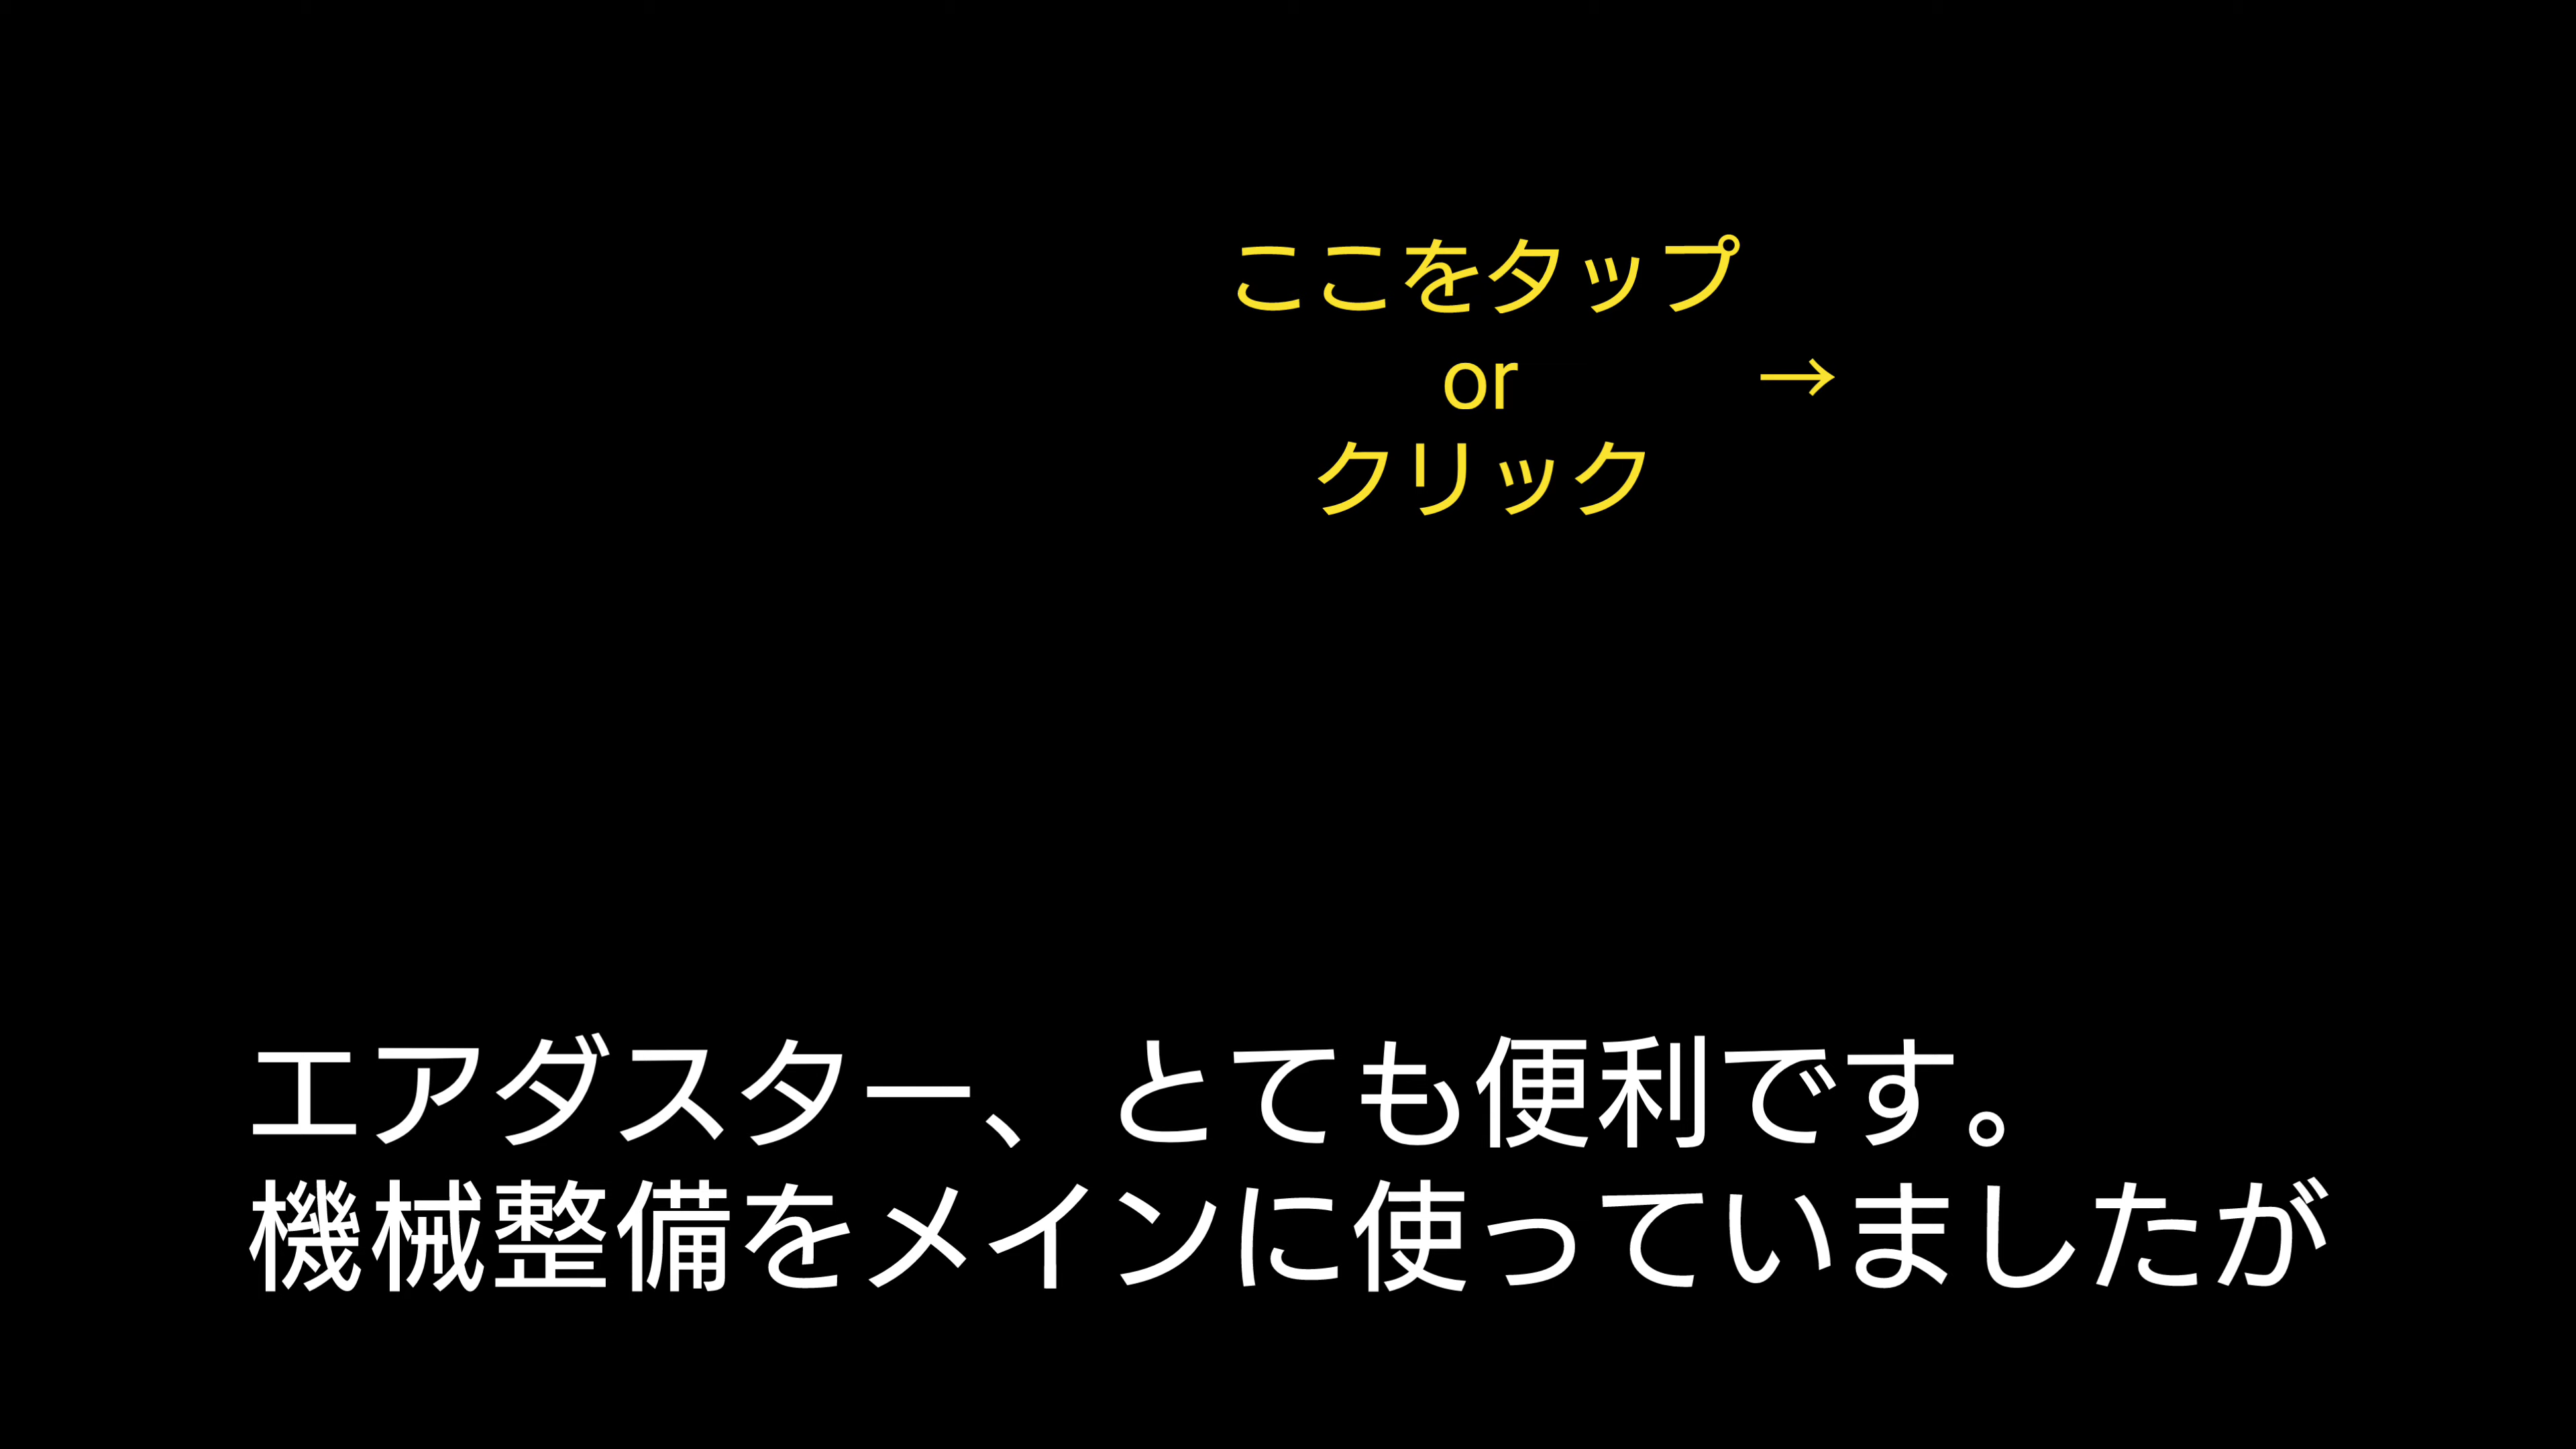 ここをタップ
or →
クリック
エアダスター、とても便利です。
機械整備をメインに使っていましたが